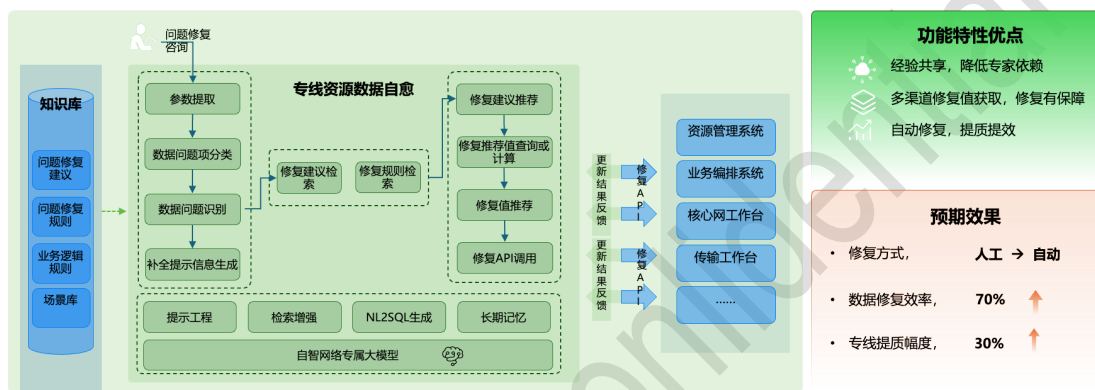 问题修复
咨询
知识库
问题修复
建议
问题修复
规则
业务逻辑
规则
场景库
专线资源数据自愈
参数提取
数据问题项分类
数据问题识别
补全提示信息生成
修复建议检
索
修复规则检
索
修复建议推荐
修复推荐值查询或
计算
修复值推荐
修复API调用
提示工程
检索增强
NL2SQL生成
长期记忆
自智网络专属大模型
更新结果反馈
修复API
更新结果反馈
修复API
资源管理系统
业务编排系统
核心网工作台
传输工作台
……
功能特性优点
经验共享，降低专家依赖
多渠道修复值获取，修复有保障
自动修复，提质提效
预期效果
• 修复方式， 人工 → 自动
• 数据修复效率， 70%
• 专线提质幅度， 30%